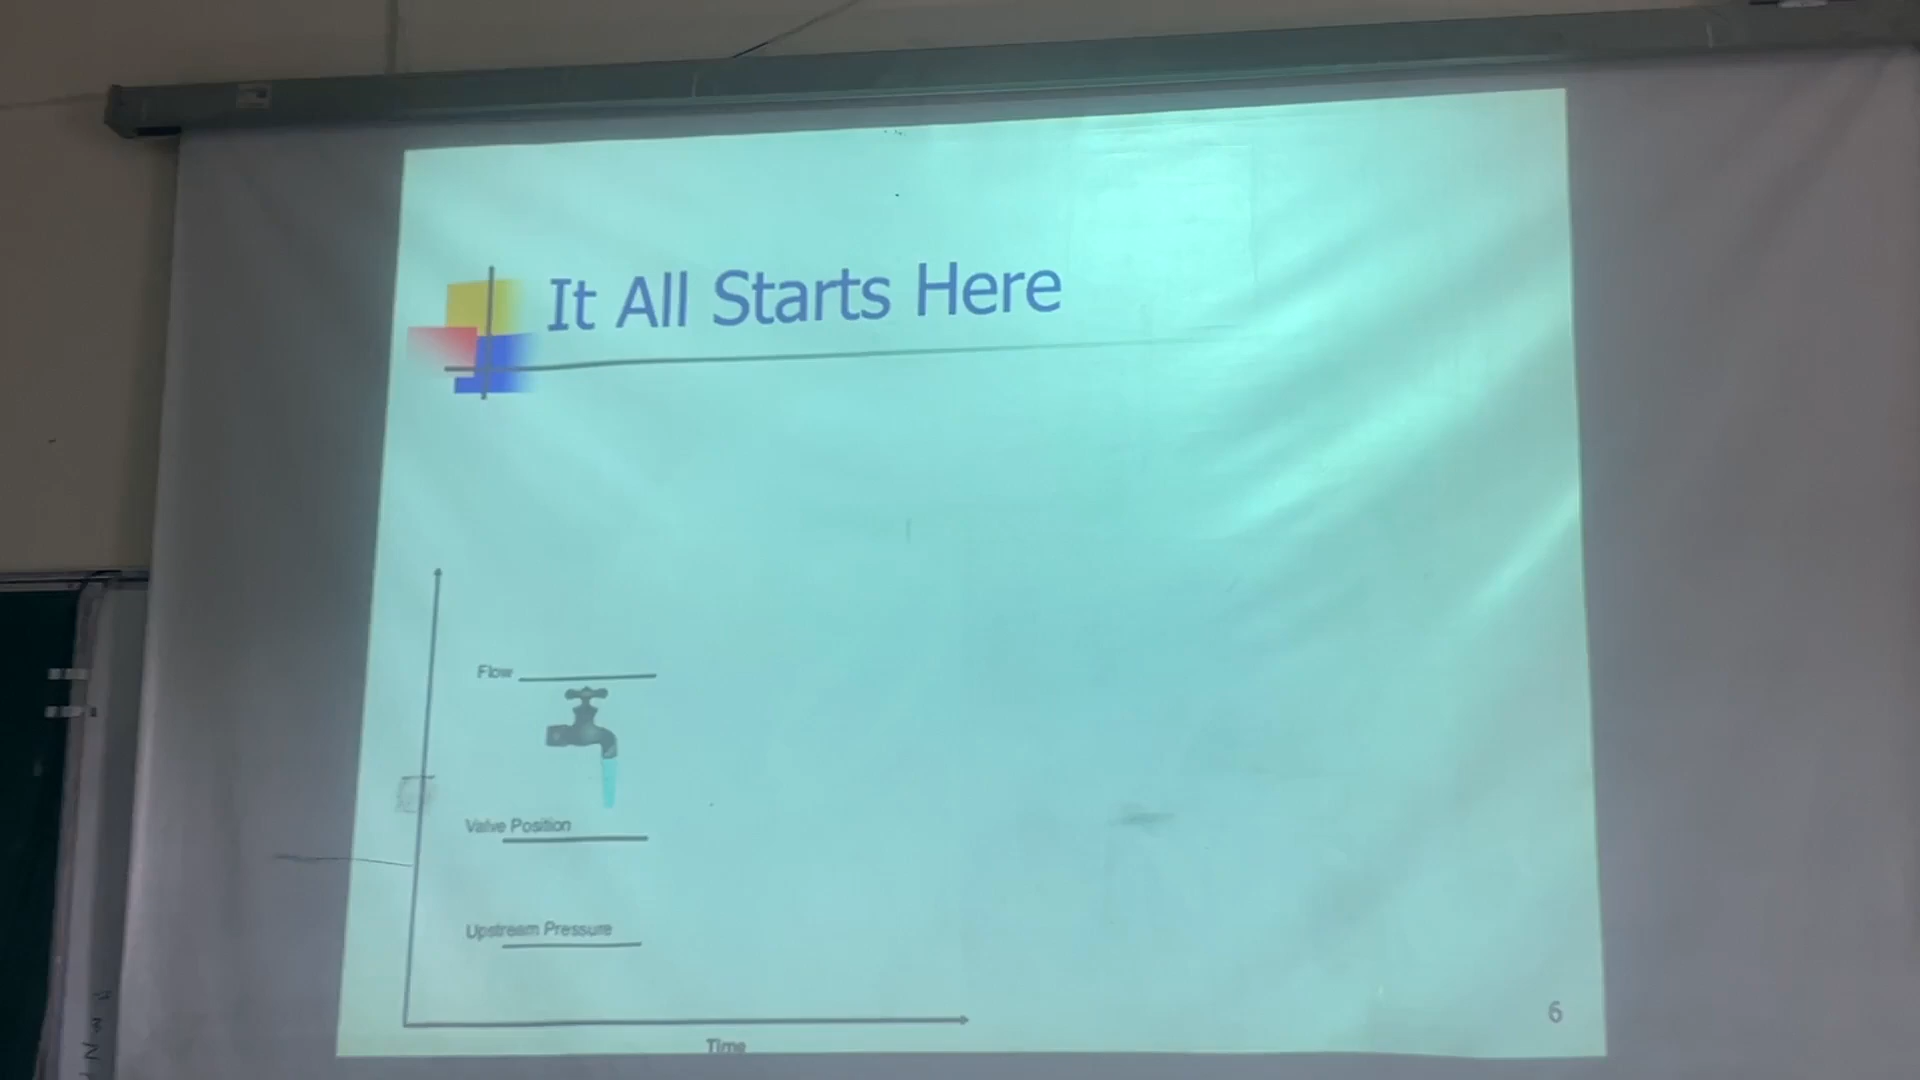 It All Starts Here
Flow
Valve Position
Upstream Pressure
Time
6